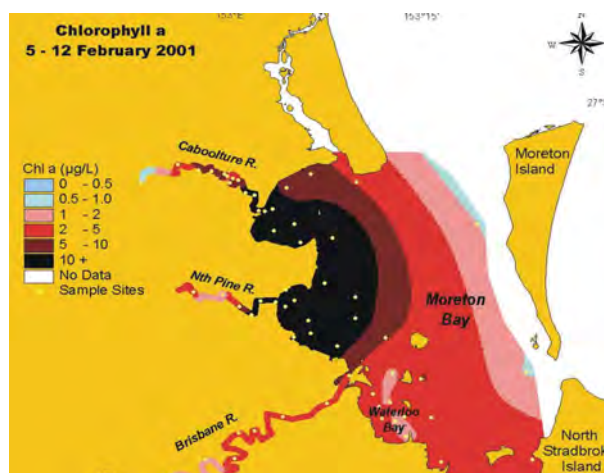 Chlorophyll a
5 - 12 February 2001
153°E
153°15'
N
W
E
S
27°S
Moreton
Island
Caboolture R.
Chl a (µg/L)
0 - 0.5
0.5 - 1.0
1 - 2
2 - 5
5 - 10
10 +
No Data
Sample Sites
Nth Pine R.
Moreton
Bay
Waterloo
Bay
Brisbane R.
North
Stradbrok
Island